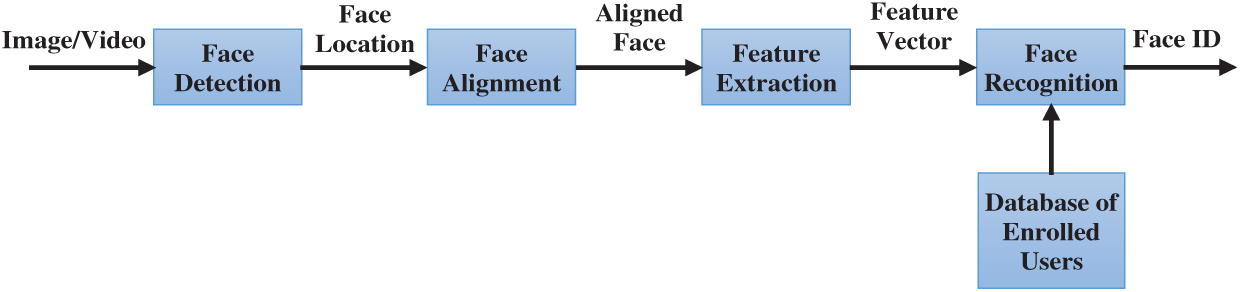 Image/Video
Face
Detection
Face
Location
Face
Alignment
Aligned
Face
Feature
Extraction
Feature
Vector
Face
Recognition
Face ID
Database of
Enrolled
Users